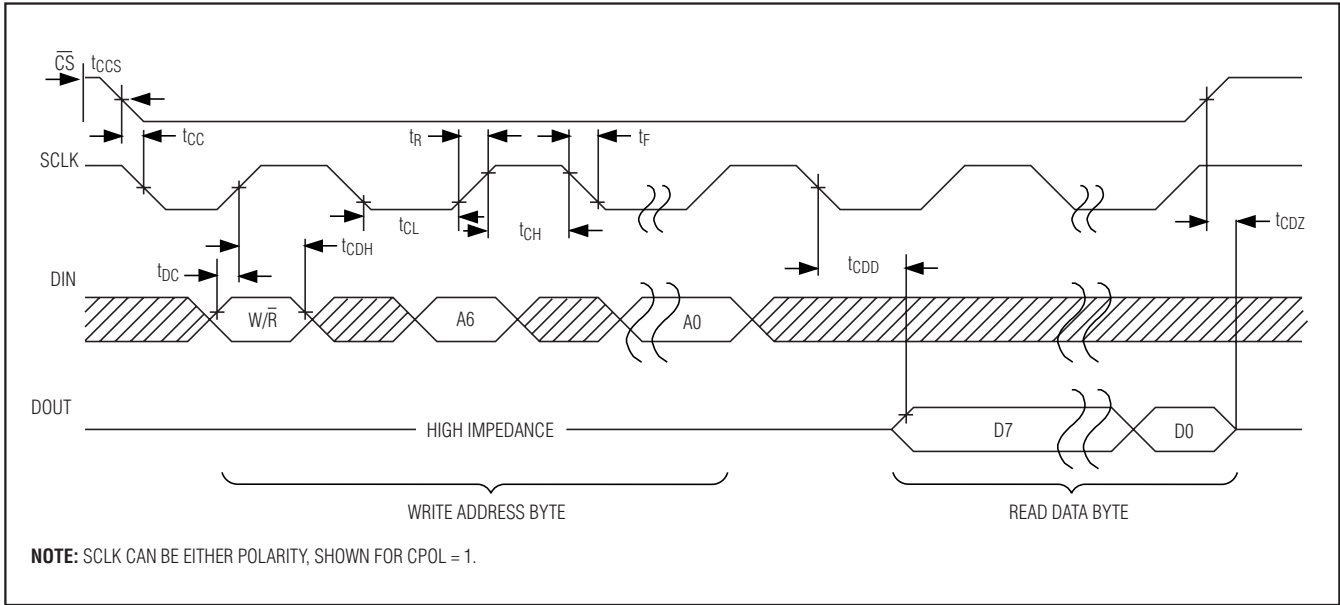 C̅S̅ tCCS
tCC
tR
tF
SCLK
tCL
tCH
tCDH
tCDZ
tDC
tCDD
DIN
W/R̅
A6
A0
DOUT
HIGH IMPEDANCE
D7
D0
WRITE ADDRESS BYTE
READ DATA BYTE
NOTE: SCLK CAN BE EITHER POLARITY, SHOWN FOR CPOL = 1.